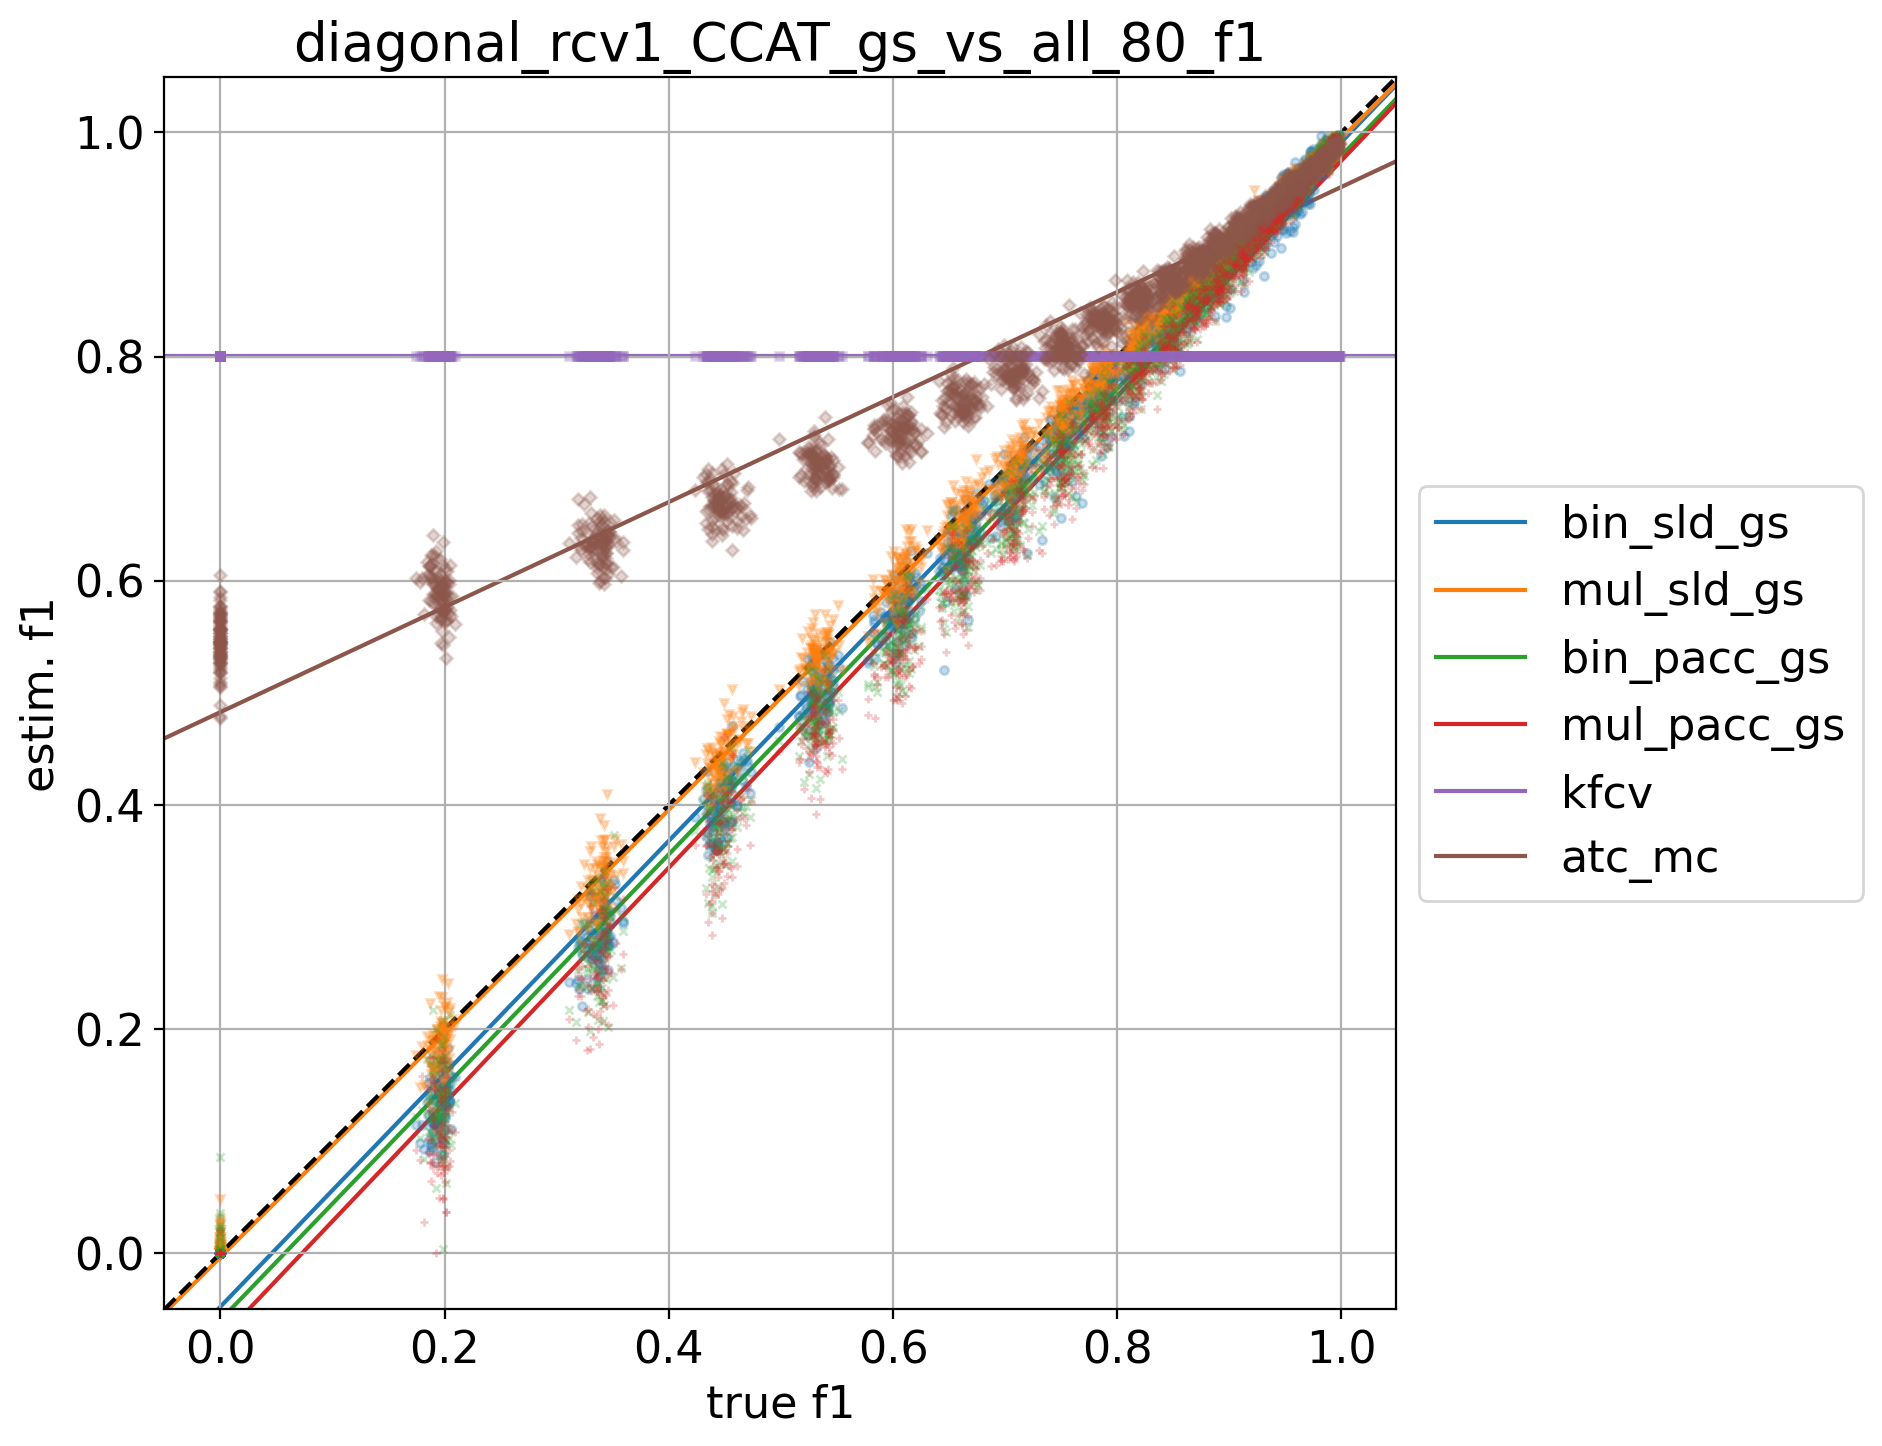 diagonal_rcv1_CCAT_gs_vs_all_80_f1
1.0
0.8
0.6
0.4
0.2
0.0
estim. f1
0.0 0.2 0.4 0.6 0.8 1.0
true f1
bin_sld_gs
mul_sld_gs
bin_pacc_gs
mul_pacc_gs
kfcv
atc_mc